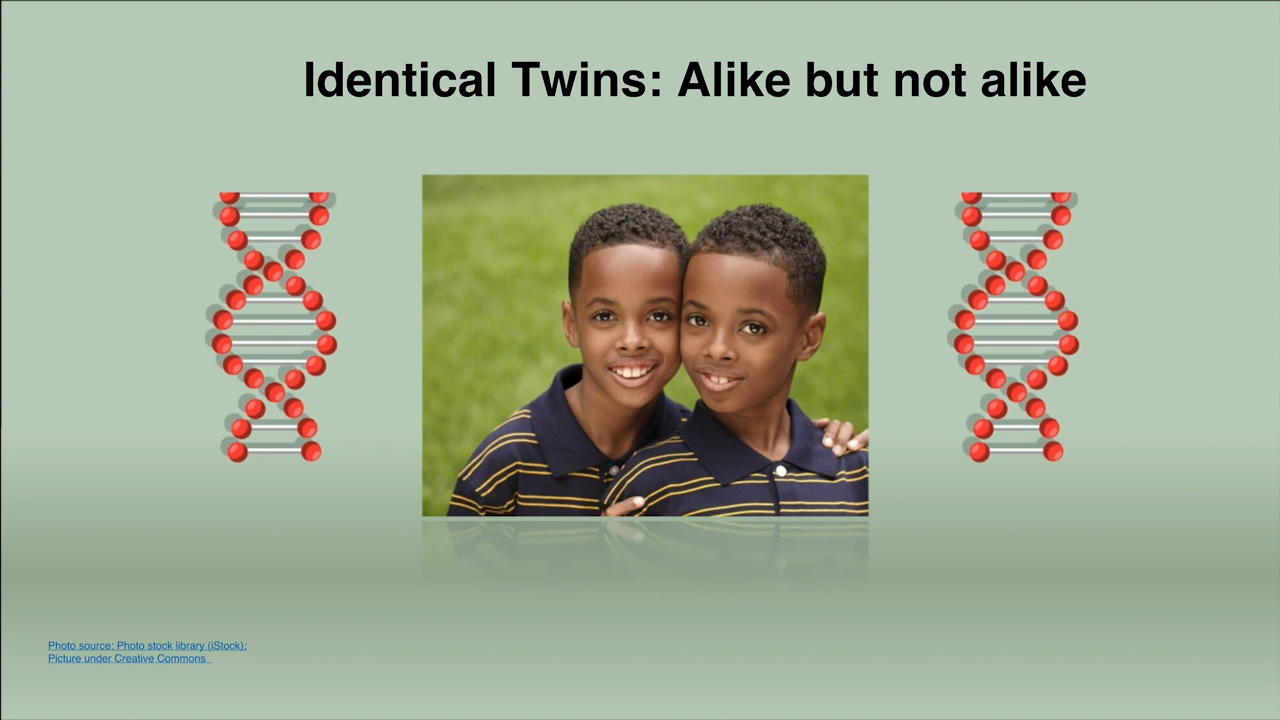 Identical Twins: Alike but not alike
Photo source: Photo stock library (iStock);
Picture under Creative Commons